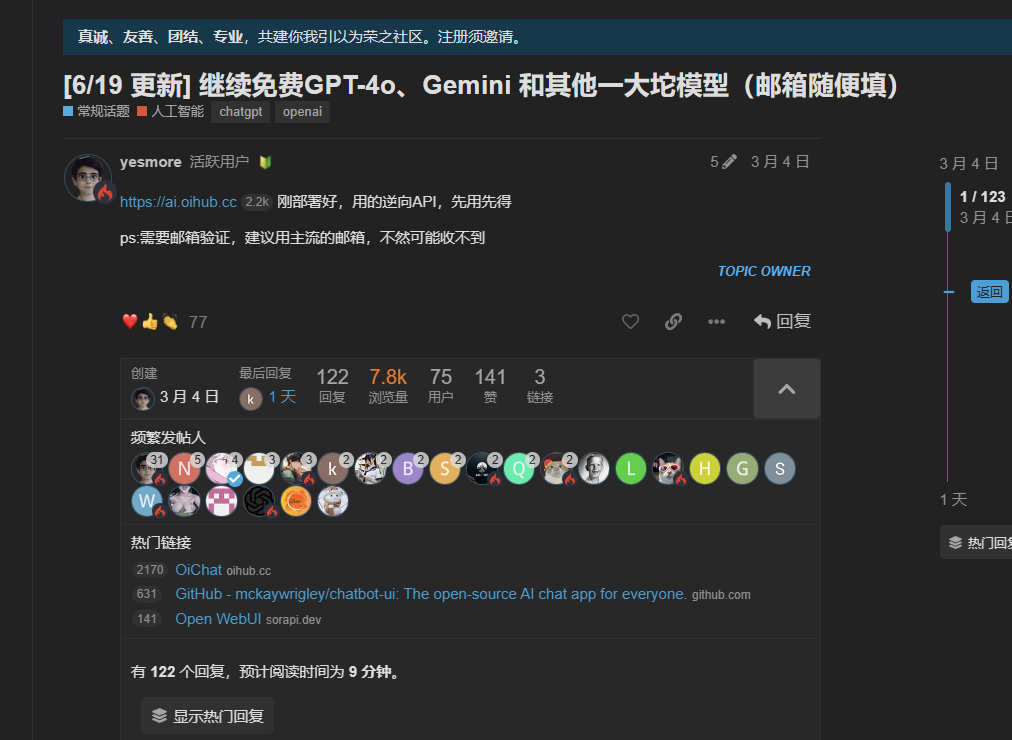 真诚、友善、团结、专业，共建你我引以为荣之社区。注册须邀请。
[6/19 更新] 继续免费GPT-4o、Gemini 和其他一大坨模型（邮箱随便填）
常规话题 人工智能 chatgpt openai
yesmore 活跃用户 5 3 月 4 日
https://ai.oihub.cc 2.2k 刚部署好，用的逆向API，先用先得
ps:需要邮箱验证，建议用主流的邮箱，不然可能收不到
TOPIC OWNER
77 回复
创建 最后回复 122 7.8k 75 141 3
3 月 4 日 k 1 天 回复 浏览量 用户 赞 链接
频繁发帖人
31 N 5 4 3 3 k 2 2 B 2 S 2 2 Q 2 2 L H G S
W
热门链接
2170 OiChat oihub.cc
631 GitHub - mckaywrigley/chatbot-ui: The open-source AI chat app for everyone. github.com
141 Open WebUI sorapi.dev
有 122 个回复，预计阅读时间为 9 分钟。
显示热门回复
3 月 4 日
1 / 123
3 月 4 日
返回
1 天
热门回复